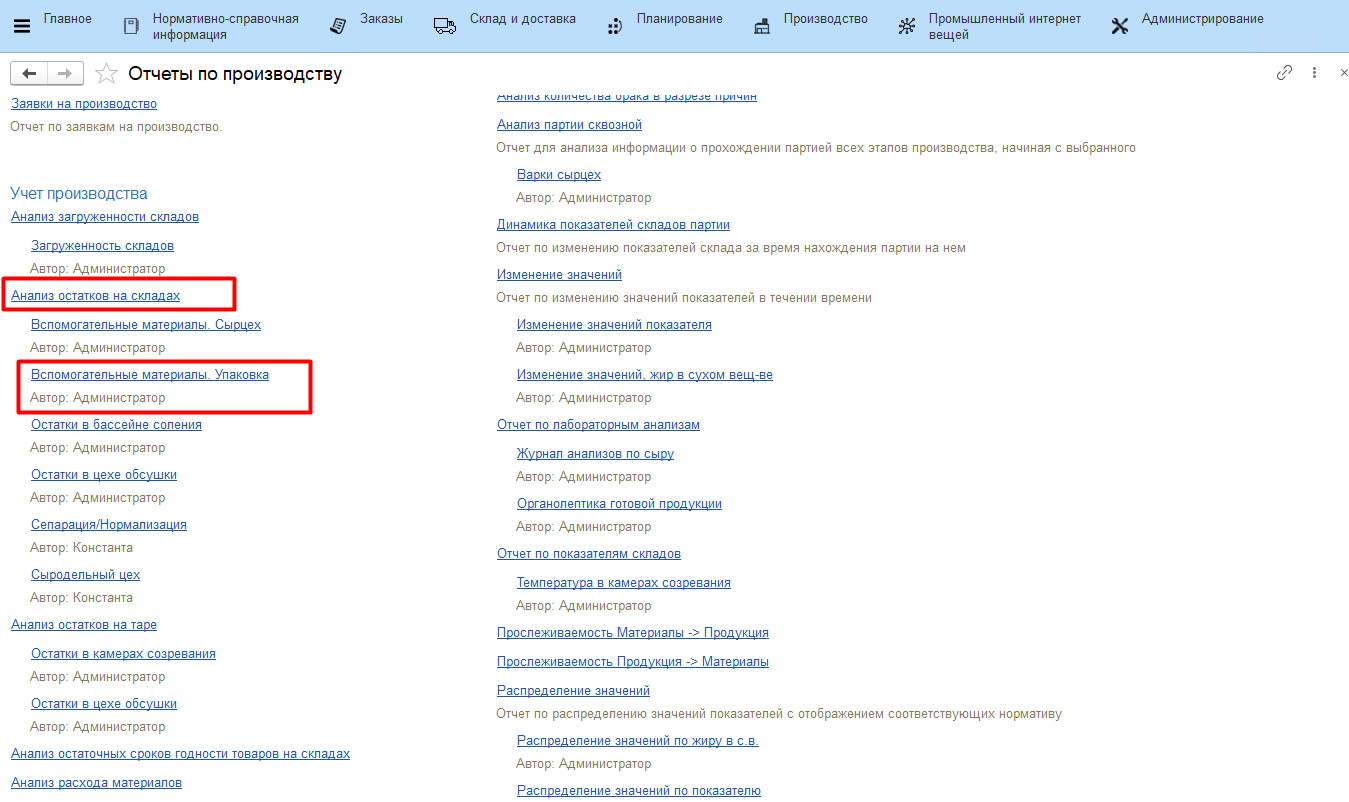 Главное
Нормативно-справочная
информация
Заказы
Склад и доставка
Планирование
Производство
Промышленный интернет
вещей
Администрирование
Отчеты по производству
Заявки на производство
Отчет по заявкам на производство.
Учет производства
Анализ загруженности складов
Загруженность складов
Автор: Администратор
Анализ остатков на складах
Вспомогательные материалы. Сырцех
Автор: Администратор
Вспомогательные материалы. Упаковка
Автор: Администратор
Остатки в бассейне соления
Автор: Администратор
Остатки в цехе обсушки
Автор: Администратор
Сепарация/Нормализация
Автор: Константа
Сыродельный цех
Автор: Константа
Анализ остатков на таре
Остатки в камерах созревания
Автор: Администратор
Остатки в цехе обсушки
Автор: Администратор
Анализ остаточных сроков годности товаров на складах
Анализ расхода материалов
Анализ количества брака в разрезе причин
Анализ партии сквозной
Отчет для анализа информации о прохождении партией всех этапов производства, начиная с выбранного
Варки сырцех
Автор: Администратор
Динамика показателей складов партии
Отчет по изменению показателей склада за время нахождения партии на нем
Изменение значений
Отчет по изменению значений показателей в течении времени
Изменение значений показателя
Автор: Администратор
Изменение значений, жир в сухом вещ-ве
Автор: Администратор
Отчет по лабораторным анализам
Журнал анализов по сыру
Автор: Администратор
Органолептика готовой продукции
Автор: Администратор
Отчет по показателям складов
Температура в камерах созревания
Автор: Администратор
Прослеживаемость Материалы -> Продукция
Прослеживаемость Продукция -> Материалы
Распределение значений
Отчет по распределению значений показателей с отображением соответствующих нормативу
Распределение значений по жиру в с.в.
Автор: Администратор
Распределение значений по показателю